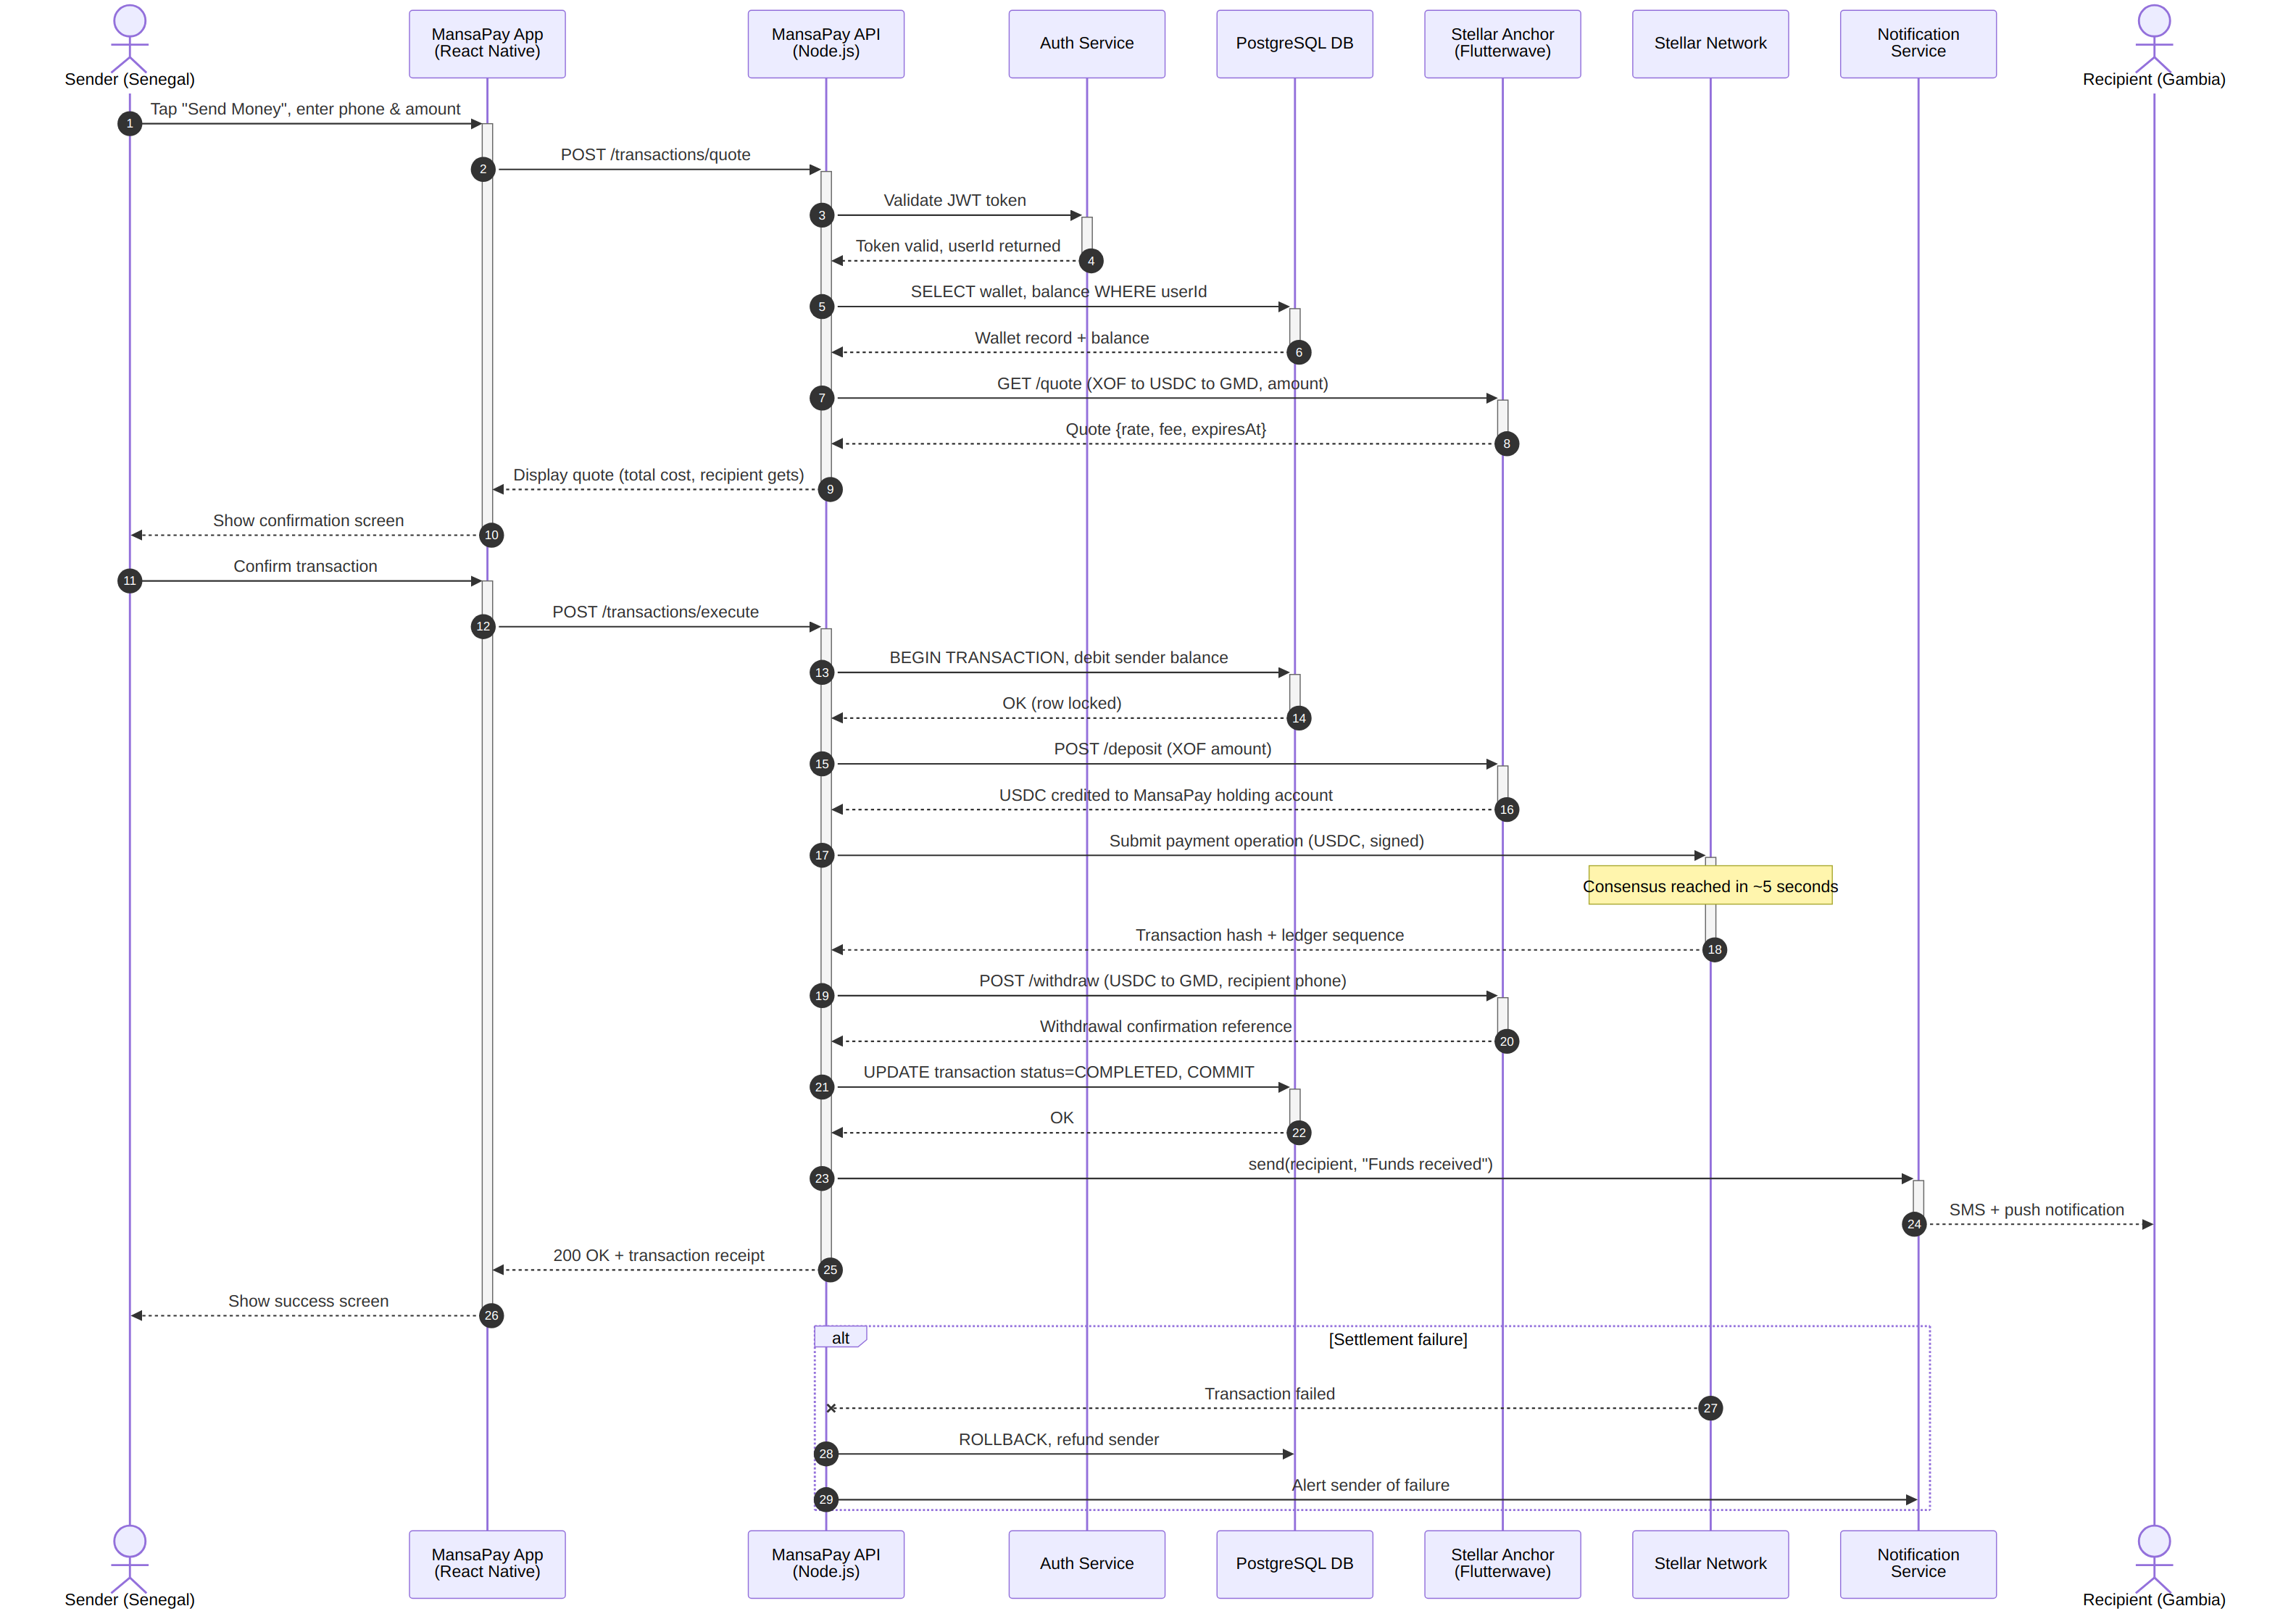 Sender (Senegal)
MansaPay App
(React Native)
MansaPay API
(Node.js)
Auth Service
PostgreSQL DB
Stellar Anchor
(Flutterwave)
Stellar Network
Notification
Service
Recipient (Gambia)
1
Tap "Send Money", enter phone & amount
2
POST /transactions/quote
3
Validate JWT token
4
Token valid, userId returned
5
SELECT wallet, balance WHERE userId
6
Wallet record + balance
7
GET /quote (XOF to USDC to GMD, amount)
8
Quote {rate, fee, expiresAt}
9
Display quote (total cost, recipient gets)
10
Show confirmation screen
11
Confirm transaction
12
POST /transactions/execute
13
BEGIN TRANSACTION, debit sender balance
14
OK (row locked)
15
POST /deposit (XOF amount)
16
USDC credited to MansaPay holding account
17
Submit payment operation (USDC, signed)
Consensus reached in ~5 seconds
18
Transaction hash + ledger sequence
19
POST /withdraw (USDC to GMD, recipient phone)
20
Withdrawal confirmation reference
21
UPDATE transaction status=COMPLETED, COMMIT
22
OK
23
send(recipient, "Funds received")
24
SMS + push notification
25
200 OK + transaction receipt
26
Show success screen
alt
[Settlement failure]
27
Transaction failed
28
ROLLBACK, refund sender
29
Alert sender of failure
Sender (Senegal)
MansaPay App
(React Native)
MansaPay API
(Node.js)
Auth Service
PostgreSQL DB
Stellar Anchor
(Flutterwave)
Stellar Network
Notification
Service
Recipient (Gambia)